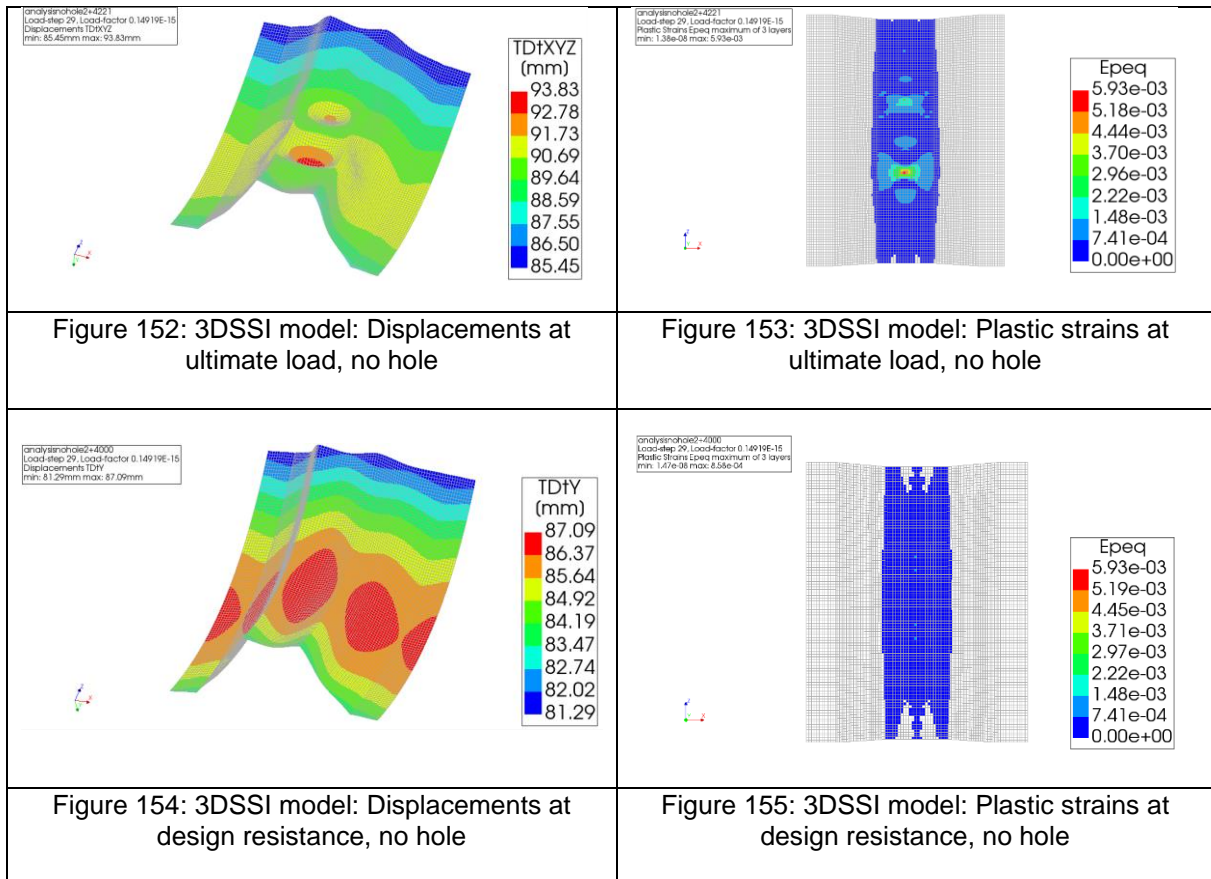 analysisnohole2+4221
Load-step 29, Load-factor 0.14919E-15
Displacements TDtXYZ
min: 85.45mm max: 93.83mm
TDtXYZ
(mm)
93.83
92.78
91.73
90.69
89.64
88.59
87.55
86.50
85.45
Z
X
Y
Figure 152: 3DSSI model: Displacements at
ultimate load, no hole
analysisnohole2+4221
Load-step 29, Load-factor 0.14919E-15
Plastic Strains Epeq maximum of 3 layers
min: 1.38e-08 max: 5.93e-03
Epeq
5.93e-03
5.18e-03
4.44e-03
3.70e-03
2.96e-03
2.22e-03
1.48e-03
7.41e-04
0.00e+00
Z
Y
X
Figure 153: 3DSSI model: Plastic strains at
ultimate load, no hole
analysisnohole2+4000
Load-step 29, Load-factor 0.14919E-15
Displacements TDtY
min: 81.29mm max: 87.09mm
TDtY
(mm)
87.09
86.37
85.64
84.92
84.19
83.47
82.74
82.02
81.29
Z
X
Y
Figure 154: 3DSSI model: Displacements at
design resistance, no hole
analysisnohole2+4000
Load-step 29, Load-factor 0.14919E-15
Plastic Strains Epeq maximum of 3 layers
min: 1.47e-08 max: 8.58e-04
Epeq
5.93e-03
5.19e-03
4.45e-03
3.71e-03
2.97e-03
2.22e-03
1.48e-03
7.41e-04
0.00e+00
Z
Y
X
Figure 155: 3DSSI model: Plastic strains at
design resistance, no hole